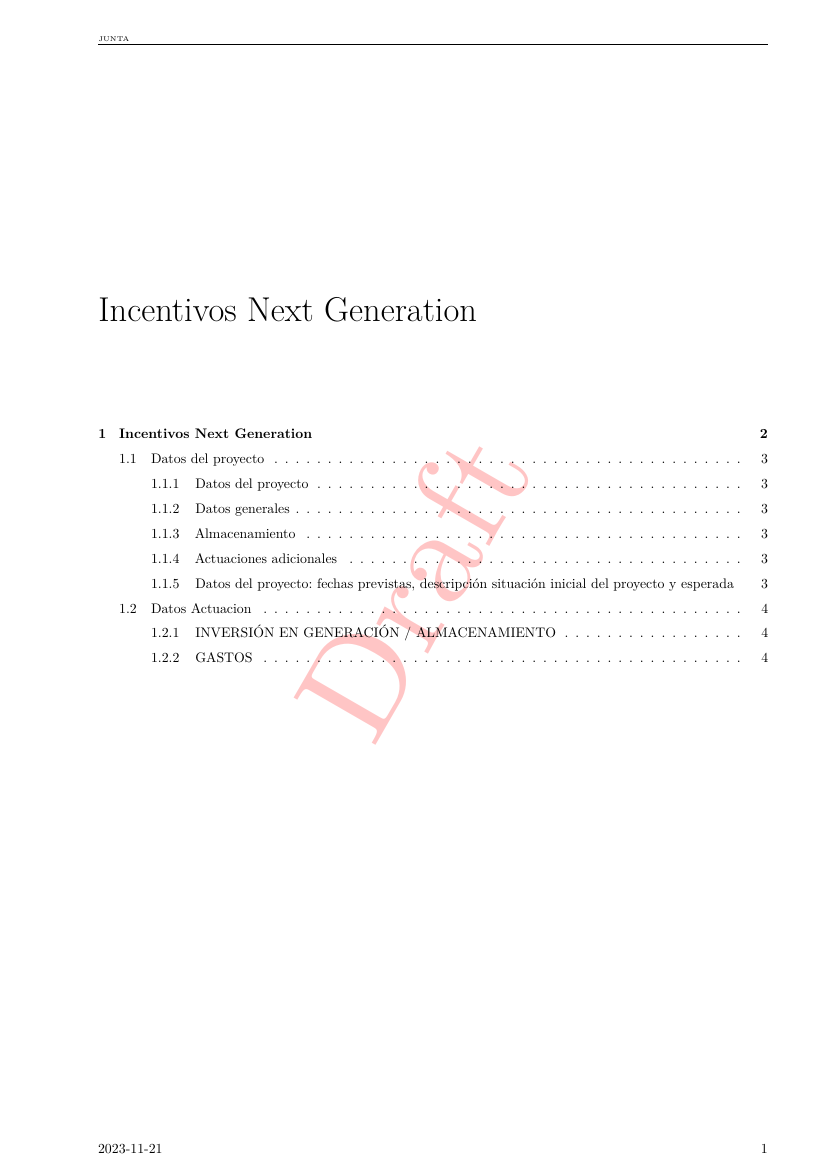 JUNTA
Incentivos Next Generation
1 Incentivos Next Generation 2
1.1 Datos del proyecto . . . . . . . . . . . . . . . . . . . . . . . . . . . . . . . . . . . . . . . . . . . . 3
1.1.1 Datos del proyecto . . . . . . . . . . . . . . . . . . . . . . . . . . . . . . . . . . . . . . . . 3
1.1.2 Datos generales . . . . . . . . . . . . . . . . . . . . . . . . . . . . . . . . . . . . . . . . . . 3
1.1.3 Almacenamiento . . . . . . . . . . . . . . . . . . . . . . . . . . . . . . . . . . . . . . . . . 3
1.1.4 Actuaciones adicionales . . . . . . . . . . . . . . . . . . . . . . . . . . . . . . . . . . . . . 3
1.1.5 Datos del proyecto: fechas previstas, descripción situación inicial del proyecto y esperada 3
1.2 Datos Actuacion . . . . . . . . . . . . . . . . . . . . . . . . . . . . . . . . . . . . . . . . . . . . . 4
1.2.1 INVERSIÓN EN GENERACIÓN / ALMACENAMIENTO . . . . . . . . . . . . . . . . . 4
1.2.2 GASTOS . . . . . . . . . . . . . . . . . . . . . . . . . . . . . . . . . . . . . . . . . . . . . 4
Draft
2023-11-21 1